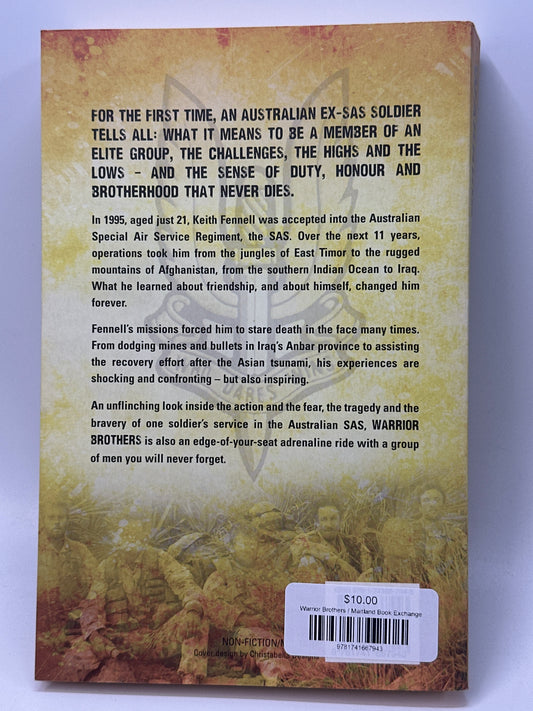 FOR THE FIRST TIME, AN AUSTRALIAN EX-SAS SOLDIER
TELLS ALL: WHAT IT MEANS TO BE A MEMBER OF AN
ELITE GROUP, THE CHALLENGES, THE HIGHS AND THE
LOWS – AND THE SENSE OF DUTY, HONOUR AND
BROTHERHOOD THAT NEVER DIES.
In 1995, aged just 21, Keith Fennell was accepted into the Australian
Special Air Service Regiment, the SAS. Over the next 11 years,
operations took him from the jungles of East Timor to the rugged
mountains of Afghanistan, from the southern Indian Ocean to Iraq.
What he learned about friendship, and about himself, changed him
forever.
Fennell's missions forced him to stare death in the face many times.
From dodging mines and bullets in Iraq's Anbar province to assisting
the recovery effort after the Asian tsunami, his experiences are
shocking and confronting – but also inspiring.
An unflinching look inside the action and the fear, the tragedy and the
bravery of one soldier's service in the Australian SAS, WARRIOR
BROTHERS is also an edge-of-your-seat adrenaline ride with a group
of men you will never forget.
$10.00
Warrior Brothers / Maitland Book Exchange
9781741667943
NON-FICTION/
Cover design by Christabella Designs